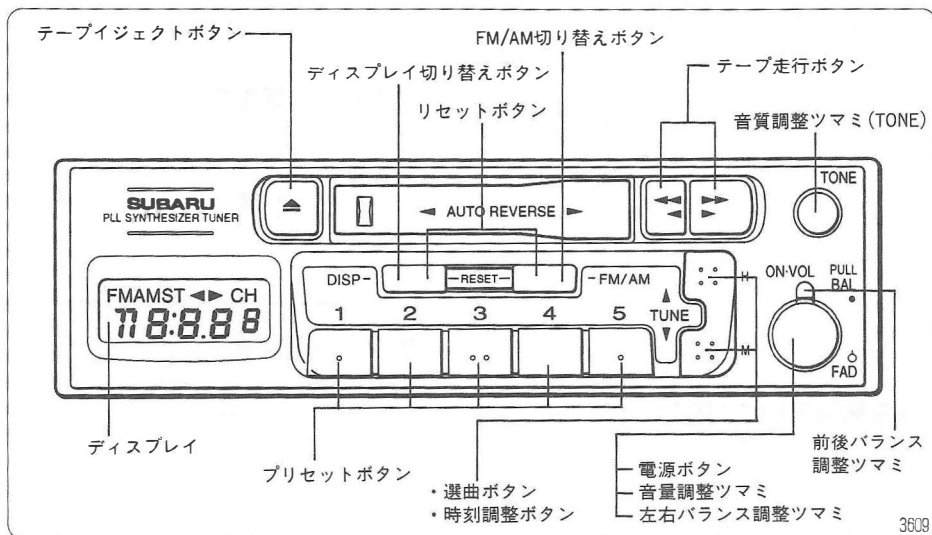 テープイジェクトボタン
FM/AM切り替えボタン
ディスプレイ切り替えボタン
テープ走行ボタン
リセットボタン
音質調整ツマミ(TONE)
TONE
SUBARU
PLL SYNTHESIZER TUNER
◄ AUTO REVERSE ►
DISP
RESET
FM/AM
H
ON·VOL
PULL
BAL
FMAMST ◄► CH
1 2 3 4 5
TUNE
M
FAD
ディスプレイ
プリセットボタン
・選曲ボタン
・時刻調整ボタン
電源ボタン
音量調整ツマミ
左右バランス調整ツマミ
前後バランス
調整ツマミ
3609